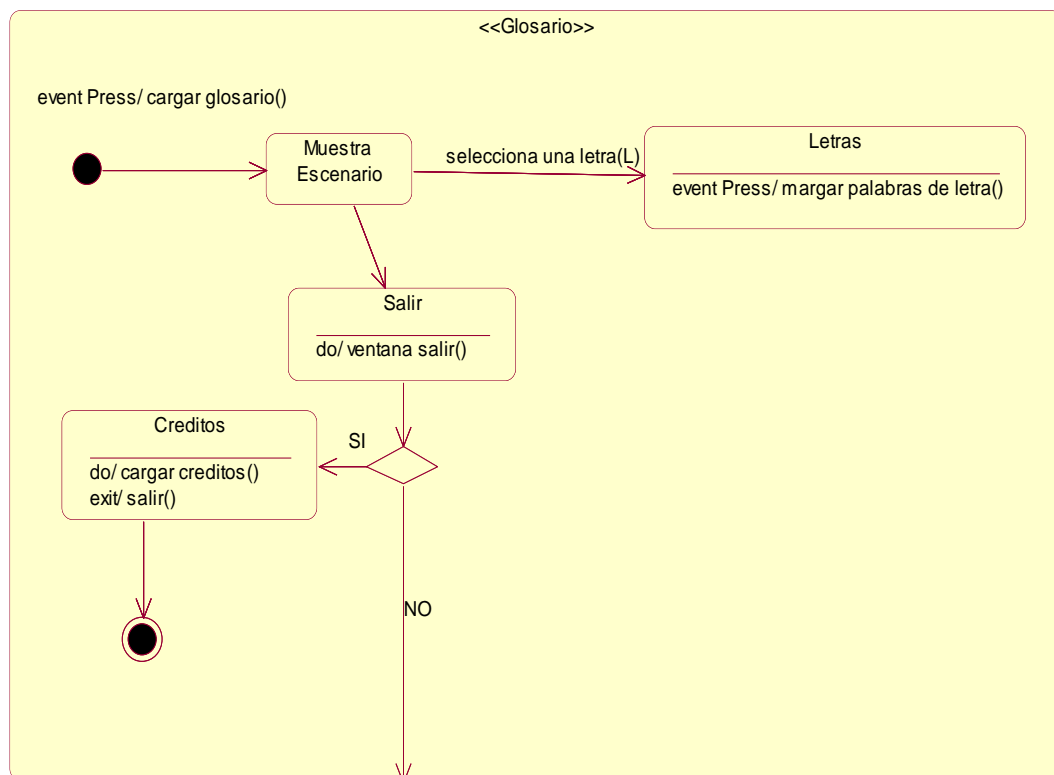 <<Glosario>>
event Press/ cargar glosario()
Muestra
Escenario
selecciona una letra(L)
Letras
event Press/ margar palabras de letra()
Salir
do/ ventana salir()
Creditos
do/ cargar creditos()
exit/ salir()
SI
NO